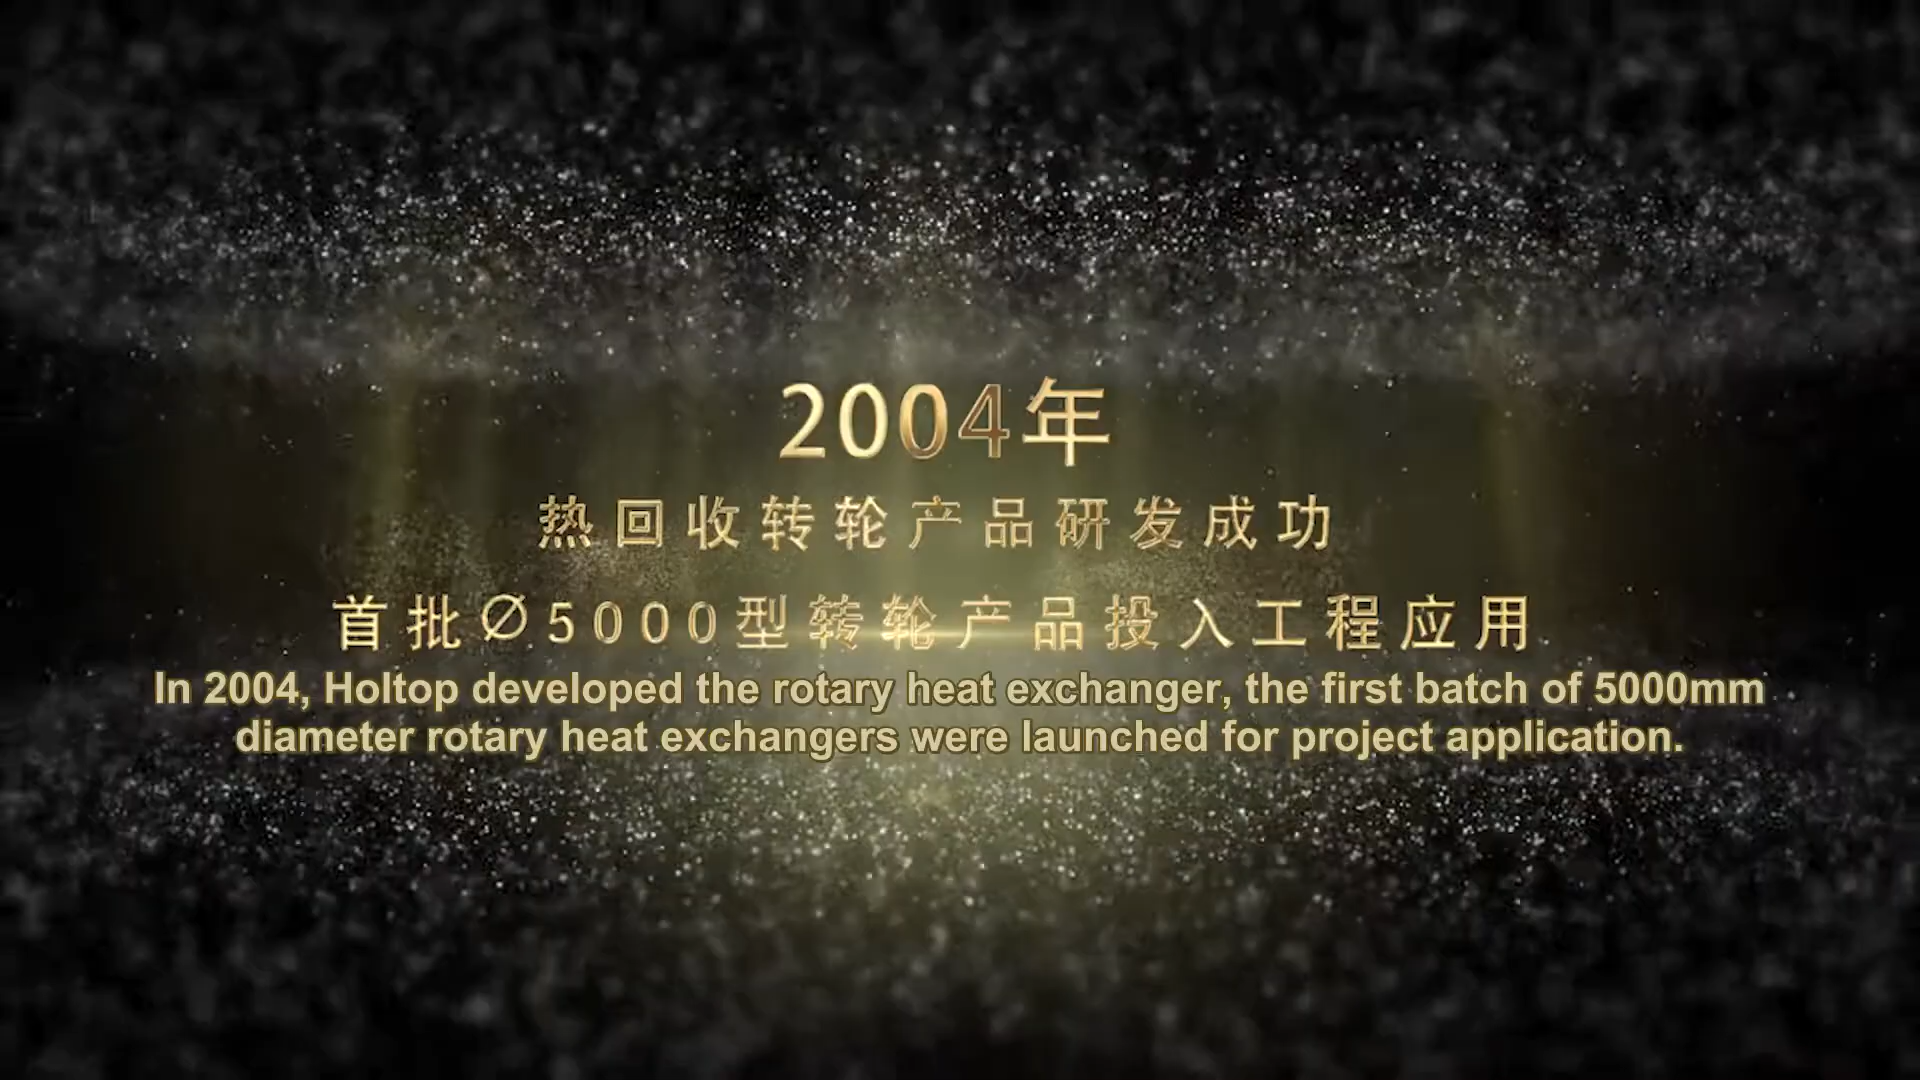 2004年
热回收转轮产品研发成功
首批∅5000型转轮产品投入工程应用
In 2004, Holtop developed the rotary heat exchanger, the first batch of 5000mm
diameter rotary heat exchangers were launched for project application.